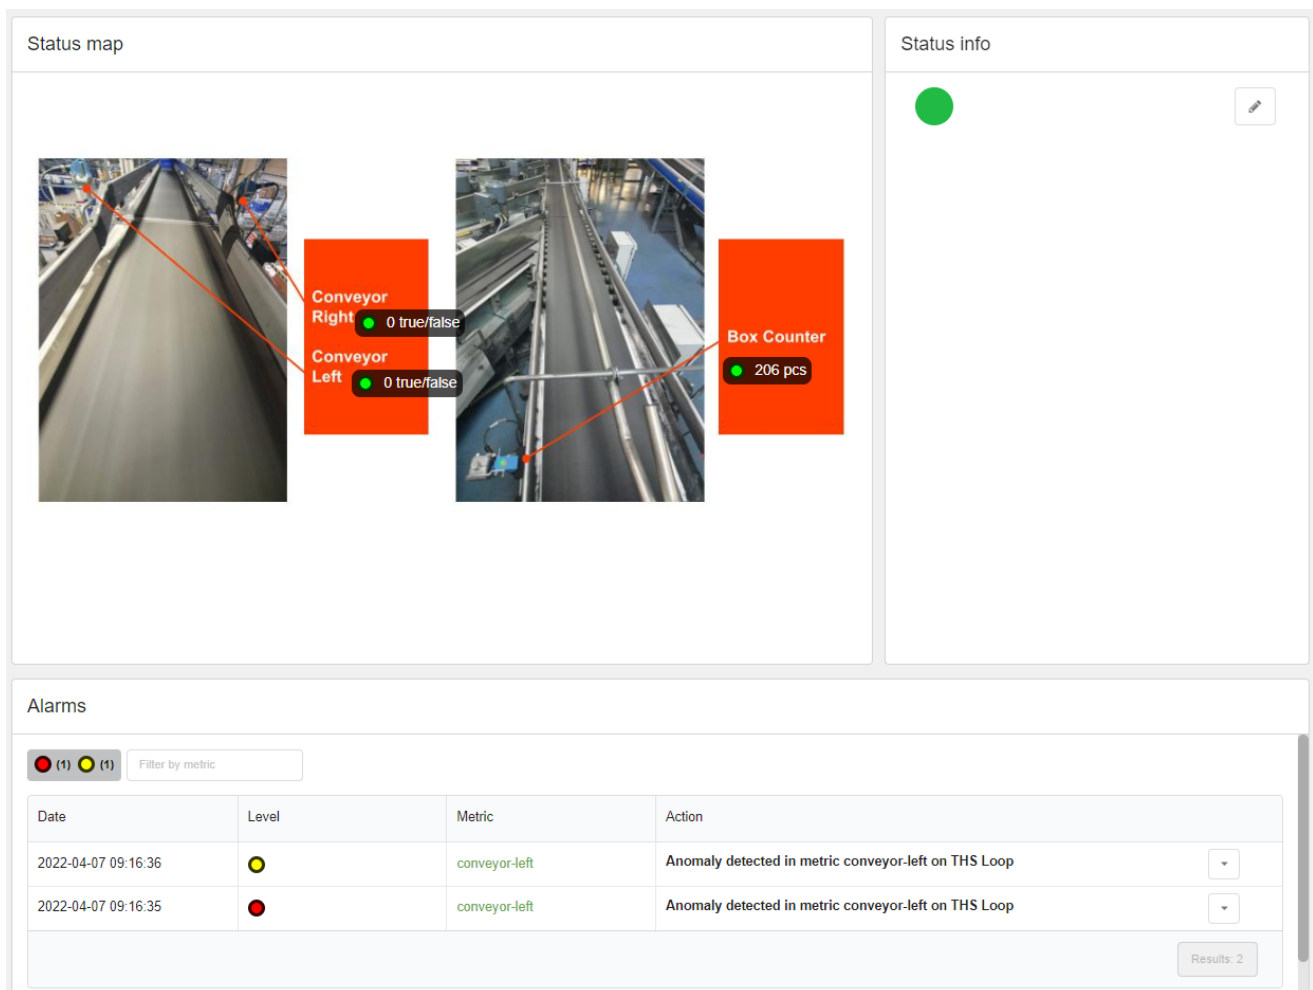 Status map
Status info
Conveyor
Right
0 true/false
Conveyor
Left
0 true/false
Box Counter
206 pcs
Alarms
(1) (1) Filter by metric
Date Level Metric Action
2022-04-07 09:16:36 conveyor-left Anomaly detected in metric conveyor-left on THS Loop
2022-04-07 09:16:35 conveyor-left Anomaly detected in metric conveyor-left on THS Loop
Results: 2